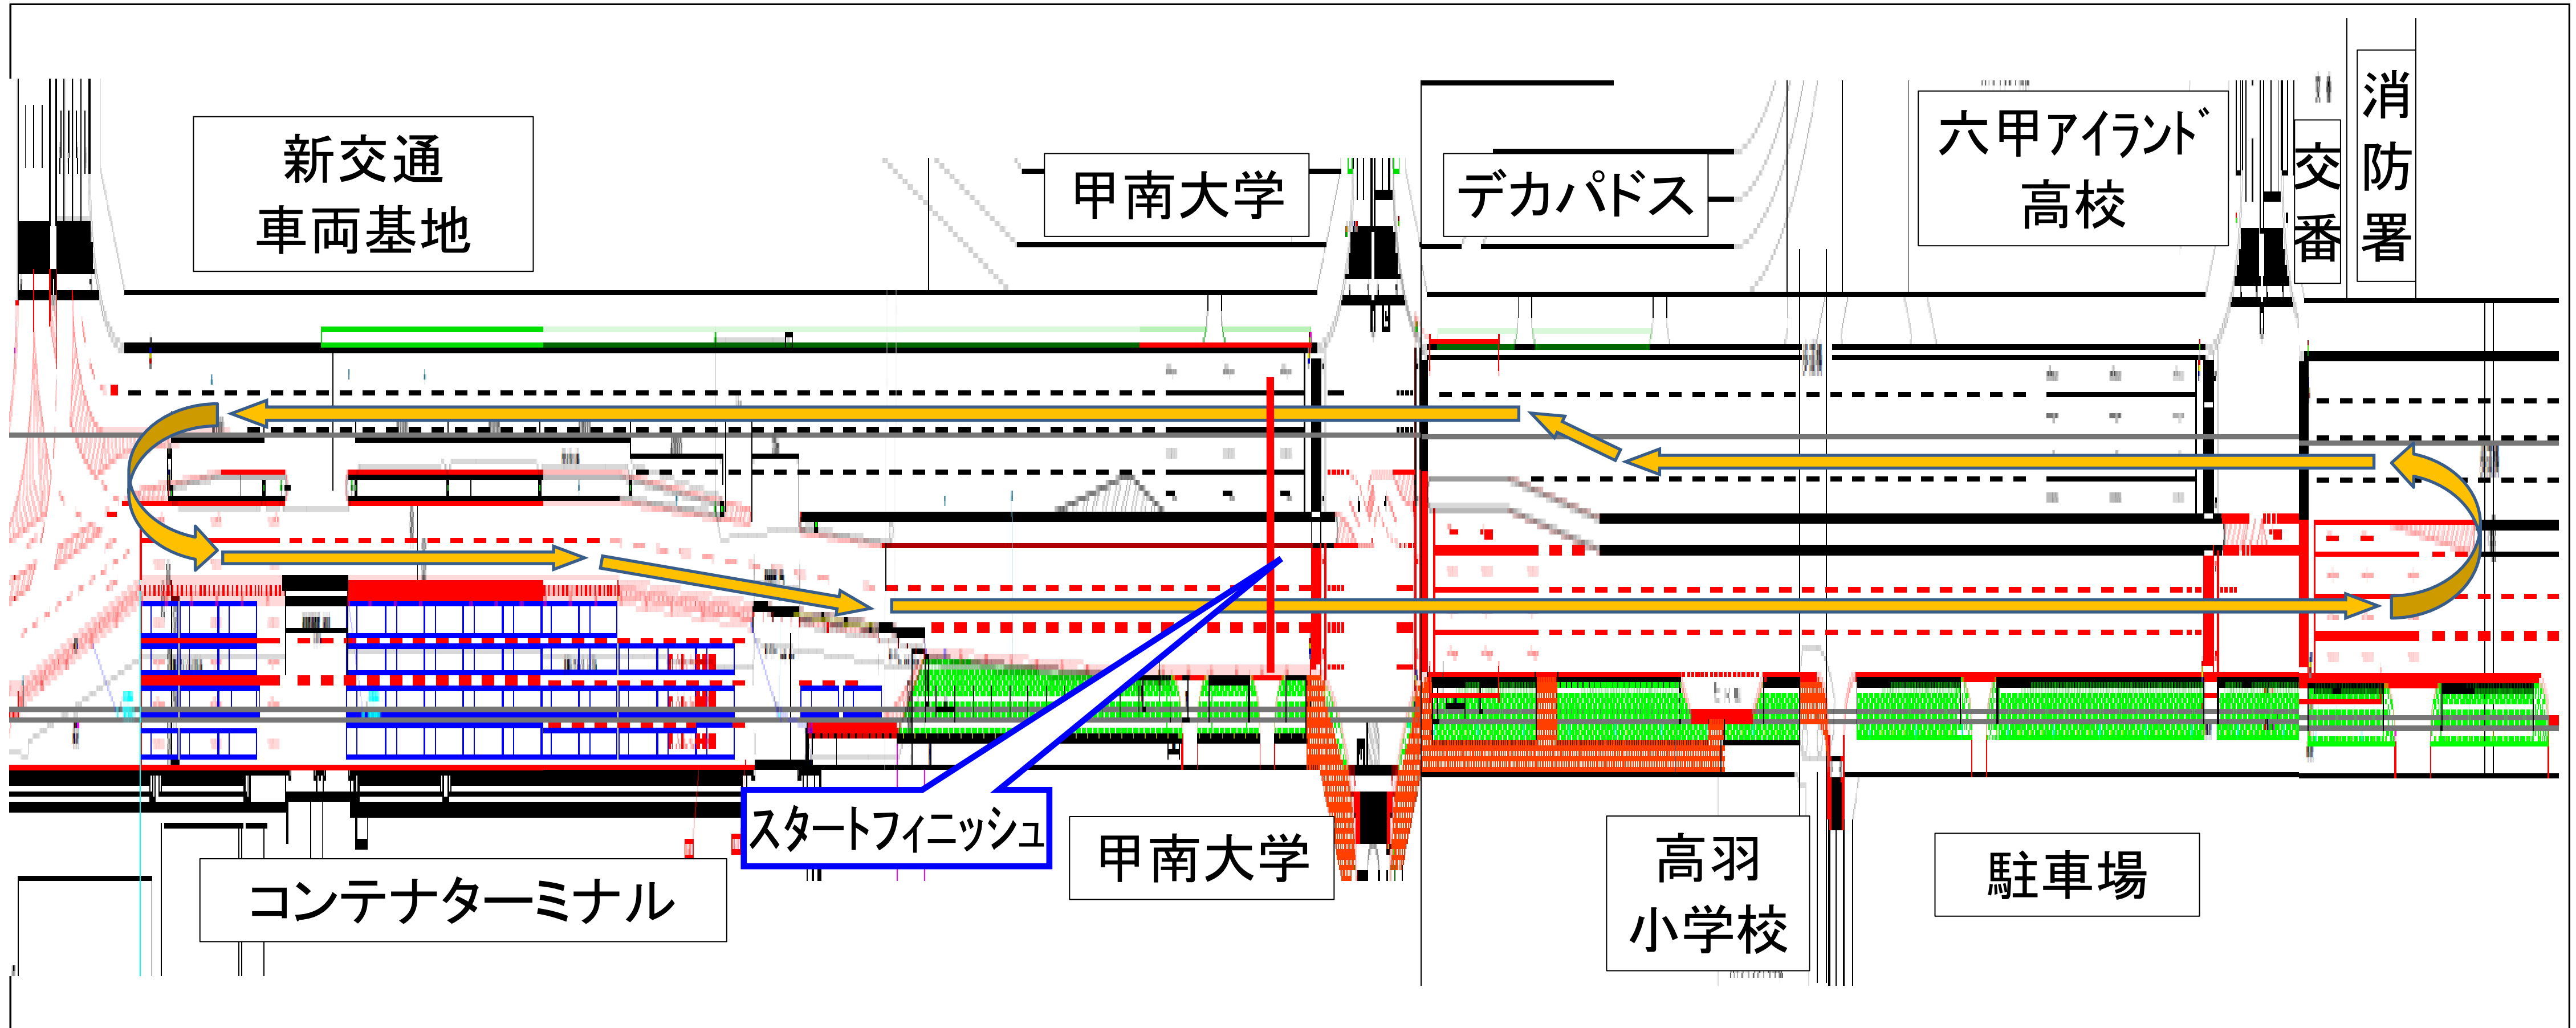 新交通
車両基地
甲南大学
デカパドス
六甲アイランド
高校
交番
消防署
スタートフィニッシュ
コンテナターミナル
甲南大学
高羽
小学校
駐車場